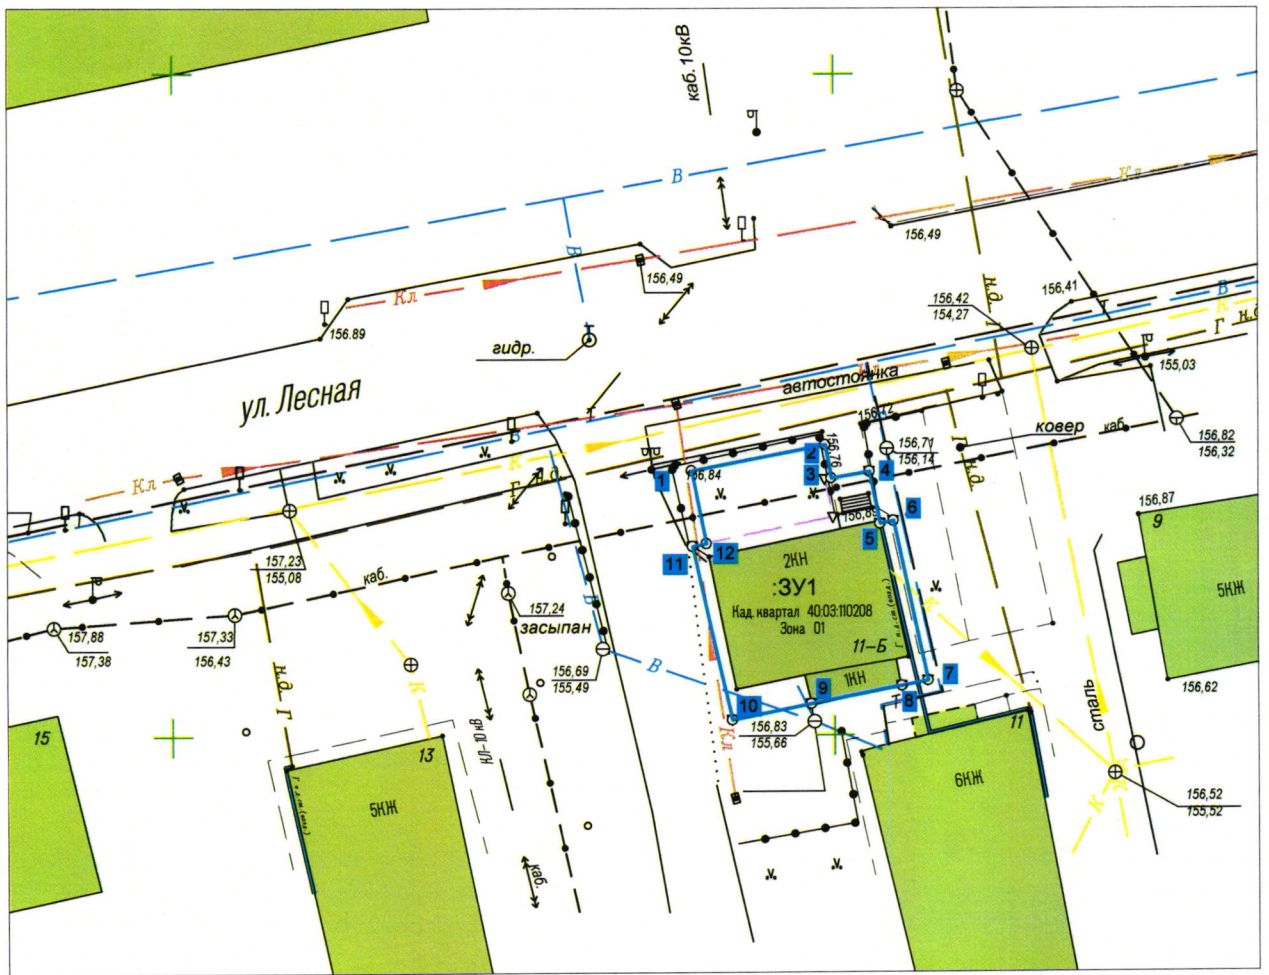 каб. 10кВ
В
Кл
156,49
В
Кл
156,49
156.89
гидр.
156,42
154,27
н.д.
156,41
В
К
Г н.д.
155,03
ул. Лесная
автостоянка
156,72
ковер
каб.
156,71
156,14
156,82
156,32
В
К
Г н.д.
Кл
1
2
3
4
5
6
7
8
9
10
11
12
156,84
156,76
156,89
Г
н.д.
156,87
9
5КЖ
156,62
2КН
:ЗУ1
Кад. квартал 40:03:110208
Зона 01
11-Б
1КН
157,23
155,08
каб.
157,24
засыпан
157,88
157,38
157,33
156,43
156,69
155,49
В
В
К
К
н.д.
Г
КЛ-10 кВ
Кл
156,83
155,66
сталь
15
13
5КЖ
11
6КЖ
156,52
155,52
К
каб.